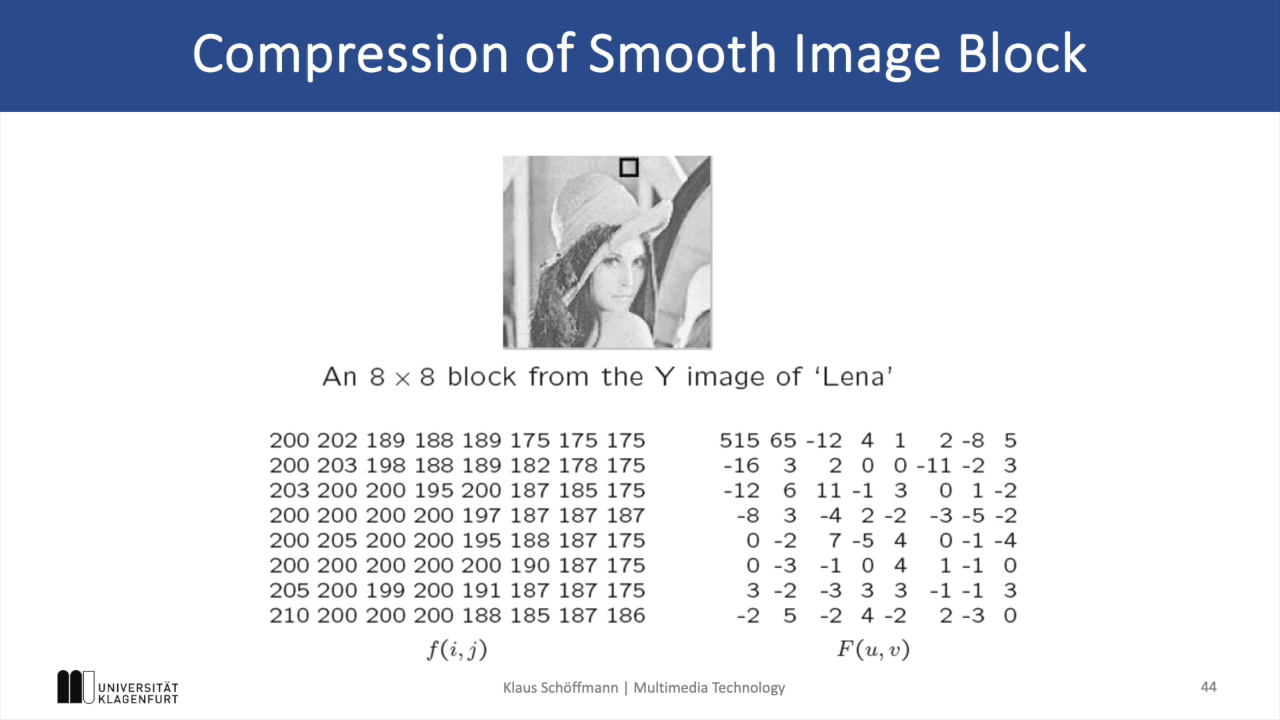 Compression of Smooth Image Block
An 8 × 8 block from the Y image of ‘Lena’
200 202 189 188 189 175 175 175
200 203 198 188 189 182 178 175
203 200 200 195 200 187 185 175
200 200 200 200 197 187 187 187
200 205 200 200 195 188 187 175
200 200 200 200 200 190 187 175
205 200 199 200 191 187 187 175
210 200 200 200 188 185 187 186
f(i, j)
515 65 -12 4 1 2 -8 5
-16 3 2 0 0 -11 -2 3
-12 6 11 -1 3 0 1 -2
-8 3 -4 2 -2 -3 -5 -2
0 -2 7 -5 4 0 -1 -4
0 -3 -1 0 4 1 -1 0
3 -2 -3 3 3 -1 -1 3
-2 5 -2 4 -2 2 -3 0
F(u, v)
UNIVERSITÄT
KLAGENFURT
Klaus Schöffmann | Multimedia Technology
44